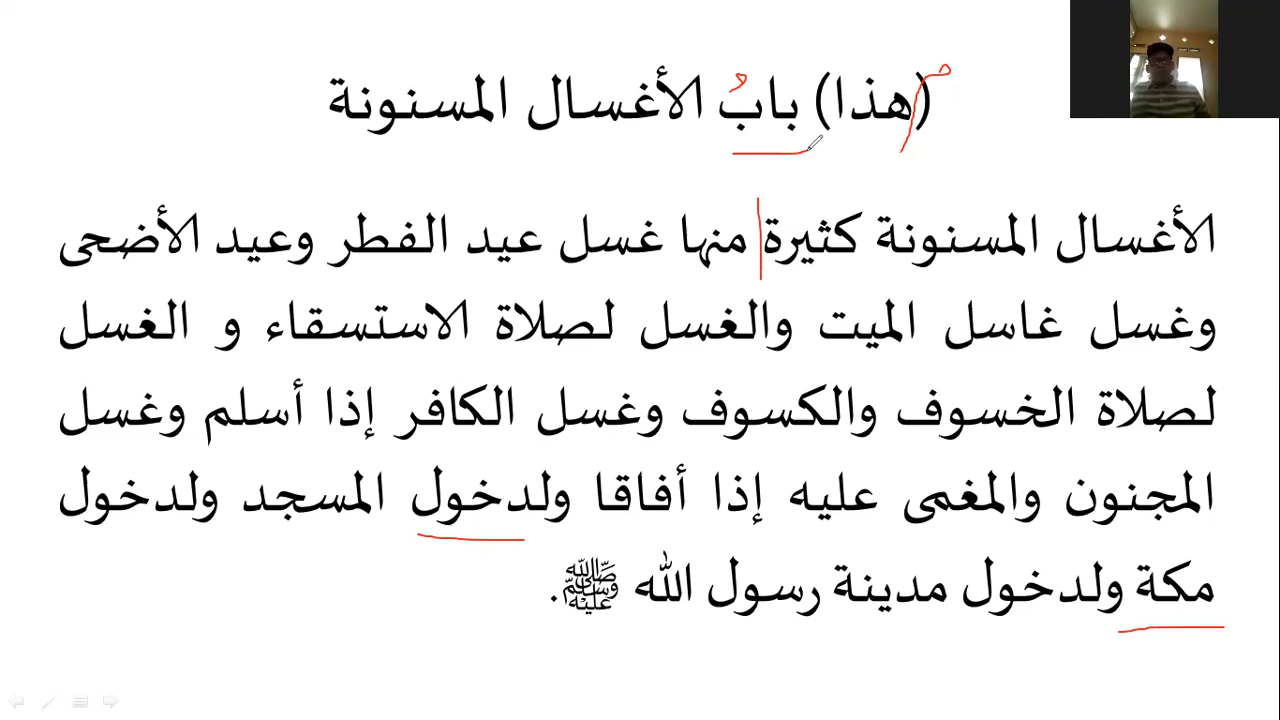 (هذا) بابُ الأغسال المسنونة
الأغسال المسنونة كثيرة منها غسل عيد الفطر وعيد الأضحى
وغسل غاسل الميت والغسل لصلاة الاستسقاء و الغسل
لصلاة الخسوف والكسوف وغسل الكافر إذا أسلم وغسل
المجنون والمغمى عليه إذا أفاقا ولدخول المسجد ولدخول
مكة ولدخول مدينة رسول الله ﷺ.